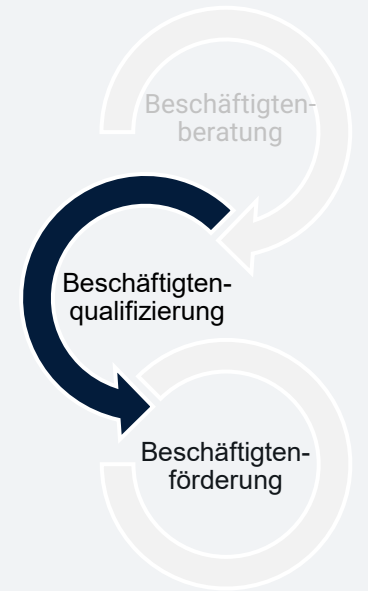 Beschäftigten-
beratung
Beschäftigten-
qualifizierung
Beschäftigten-
förderung